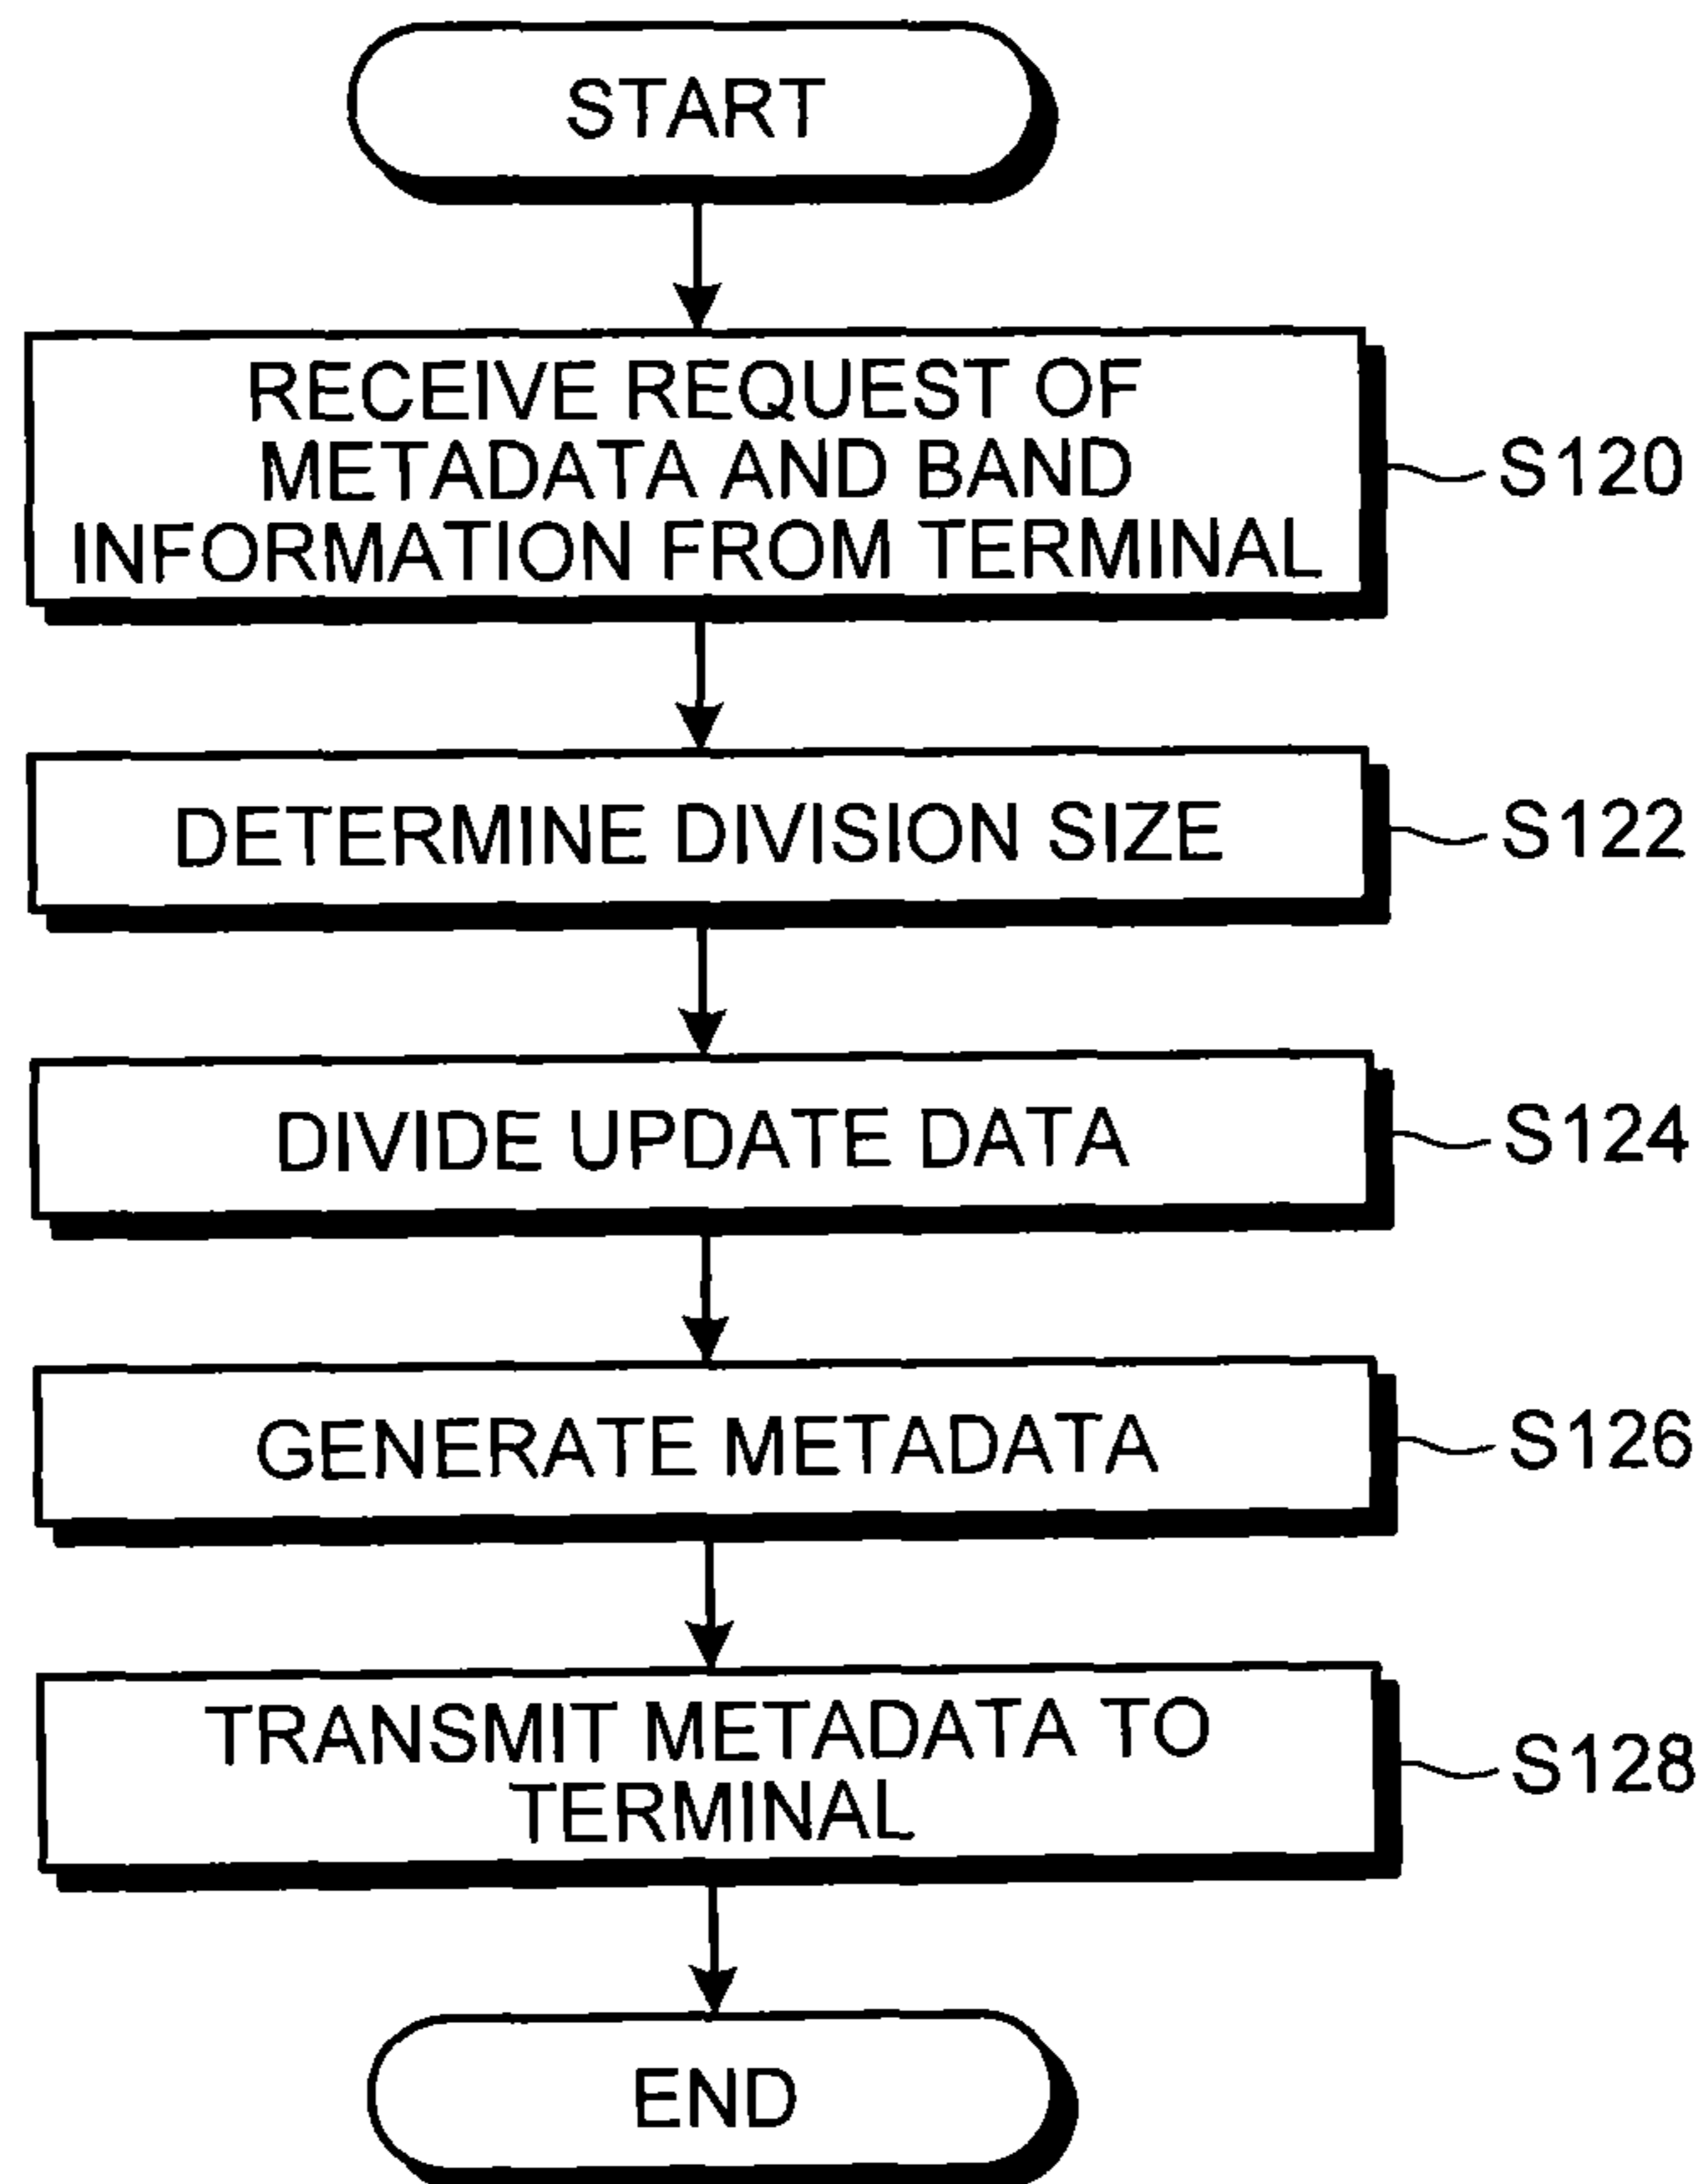 START
RECEIVE REQUEST OF
METADATA AND BAND
INFORMATION FROM TERMINAL
S120
DETERMINE DIVISION SIZE
S122
DIVIDE UPDATE DATA
S124
GENERATE METADATA
S126
TRANSMIT METADATA TO
TERMINAL
S128
END